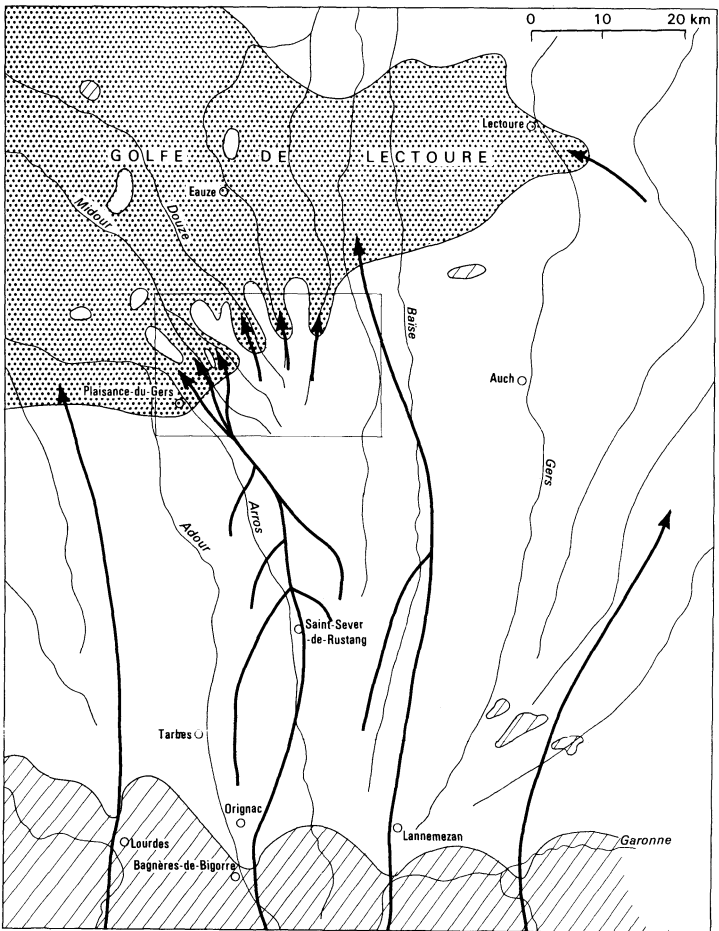 0 10 20 km
Lectoure
GOLFE DE LECTOURE
Eauze
Midour
Douze
Baïse
Plaisance-du-Gers
Auch
Gers
Arros
Adour
Saint-Sever
-de-Rustang
Tarbes
Orignac
Lannemezan
Garonne
Lourdes
Bagnères-de-Bigorre